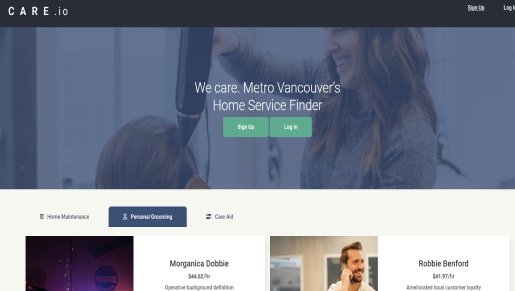 CARE.io
Sign Up
Log In
We care. Metro Vancouver's
Home Service Finder
Sign Up
Log In
Home Maintenance
Personal Grooming
Care Aid
Morganica Dobbie
$44.62/hr
Operative background definition
Robbie Benford
$41.97/hr
Ameliorated local customer loyalty